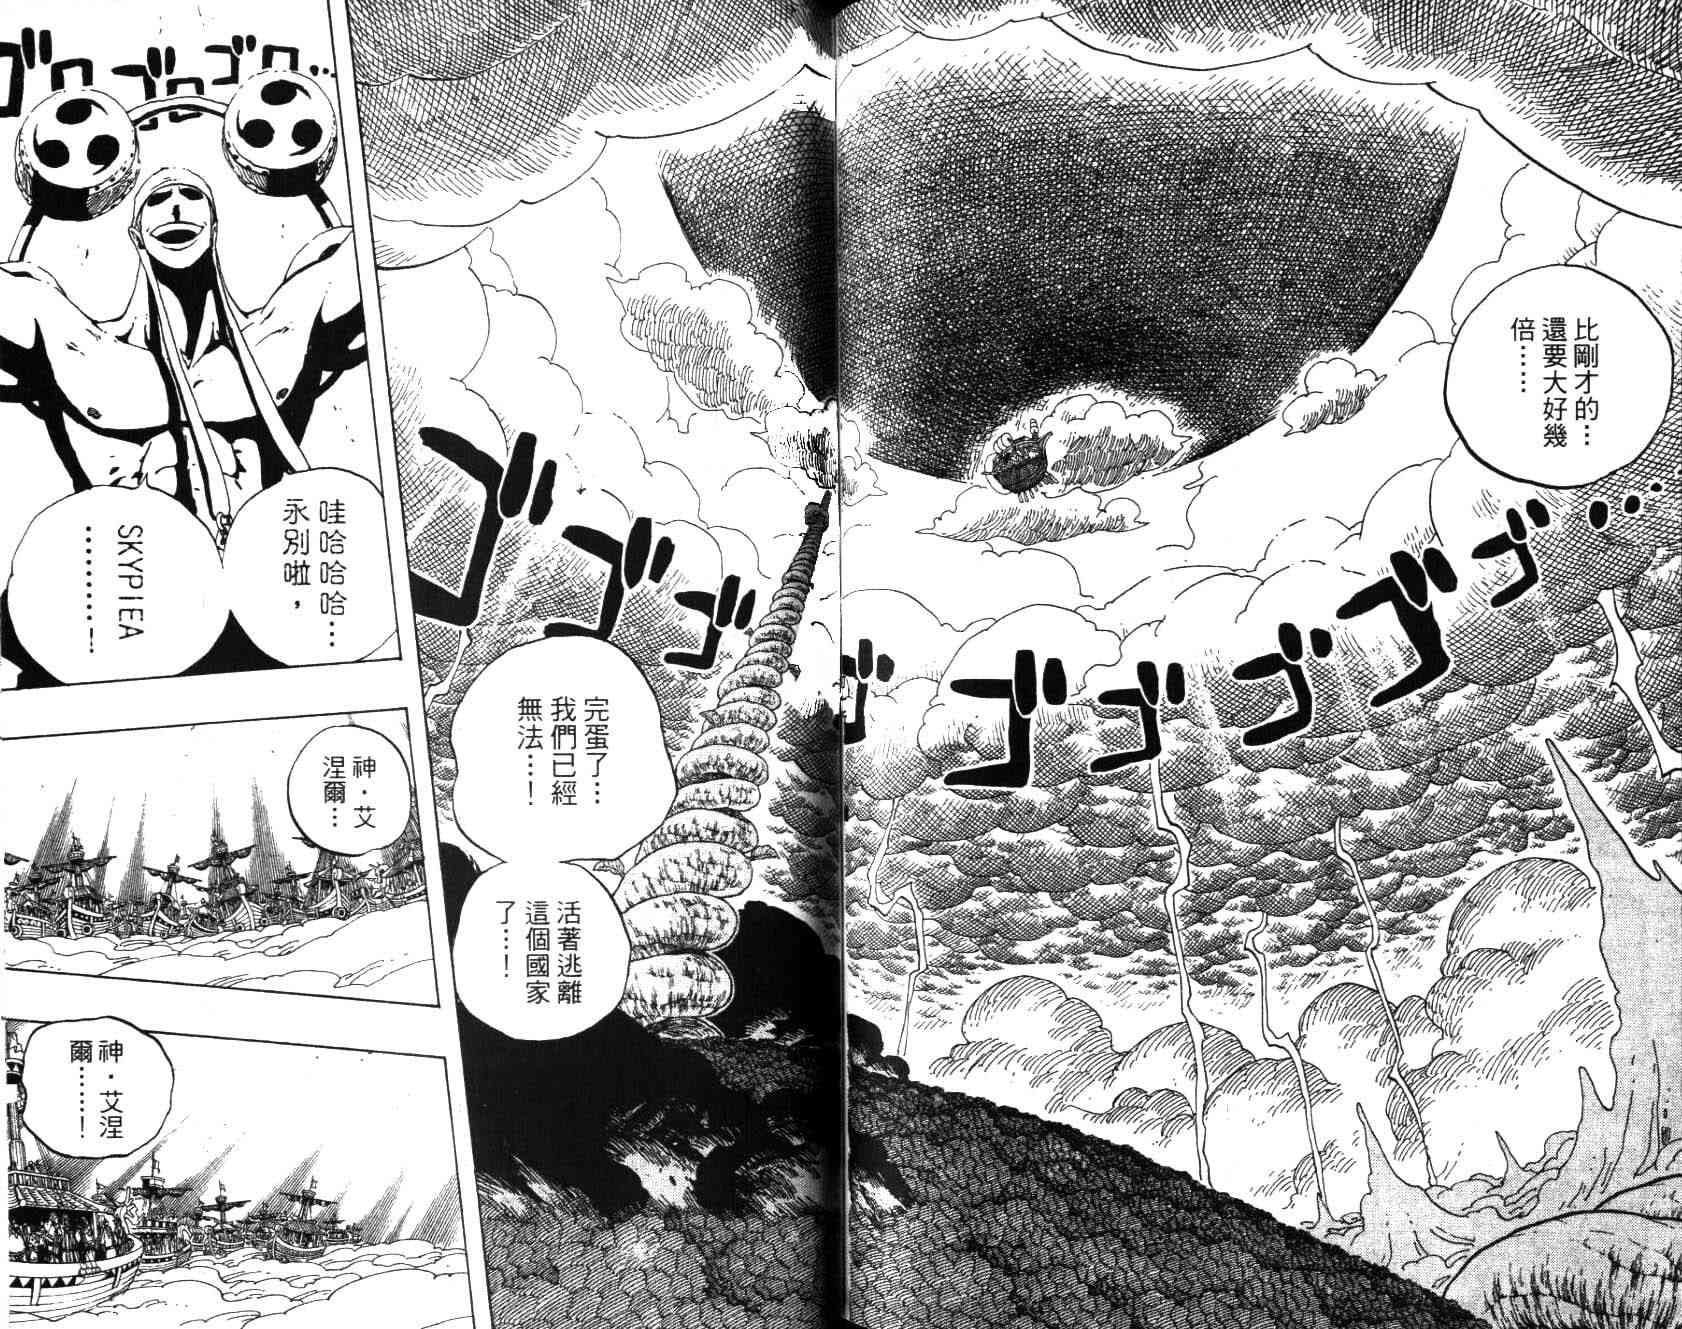 比剛才的…
還要大好幾
倍……
ゴゴゴゴゴゴ……
ゴゴゴ
完蛋了…
我們已經
無法…！
活著逃離
這個國家
了…！
ゴロゴロゴロ…
哇哈哈哈…
永別啦，
SKYPIEA
………！
神．艾
涅爾…
神．艾涅
爾……！